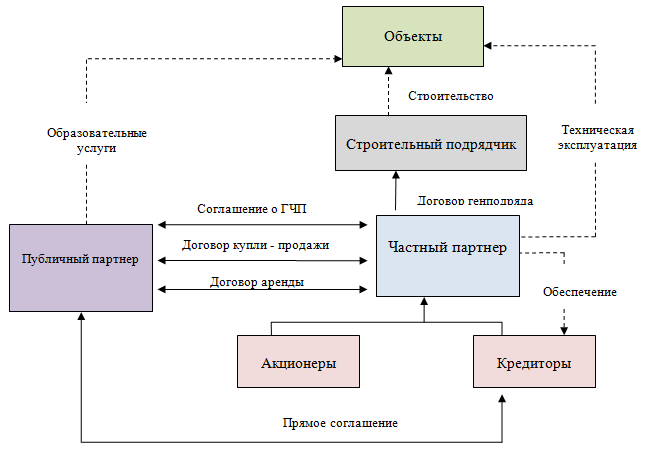 Объекты
Строительство
Образовательные
услуги
Техническая
эксплуатация
Строительный подрядчик
Договор генподряда
Соглашение о ГЧП
Публичный партнер
Договор купли - продажи
Частный партнер
Договор аренды
Обеспечение
Акционеры
Кредиторы
Прямое соглашение